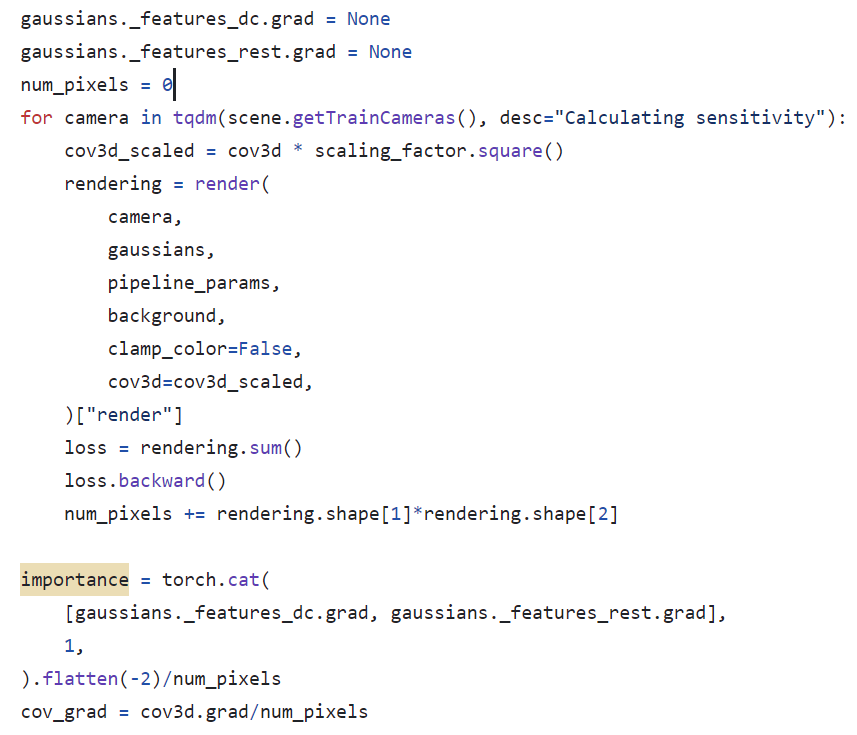 gaussians._features_dc.grad = None
gaussians._features_rest.grad = None
num_pixels = 0
for camera in tqdm(scene.getTrainCameras(), desc="Calculating sensitivity"):
    cov3d_scaled = cov3d * scaling_factor.square()
    rendering = render(
        camera,
        gaussians,
        pipeline_params,
        background,
        clamp_color=False,
        cov3d=cov3d_scaled,
    )["render"]
    loss = rendering.sum()
    loss.backward()
    num_pixels += rendering.shape[1]*rendering.shape[2]

importance = torch.cat(
    [gaussians._features_dc.grad, gaussians._features_rest.grad],
    1,
).flatten(-2)/num_pixels
cov_grad = cov3d.grad/num_pixels